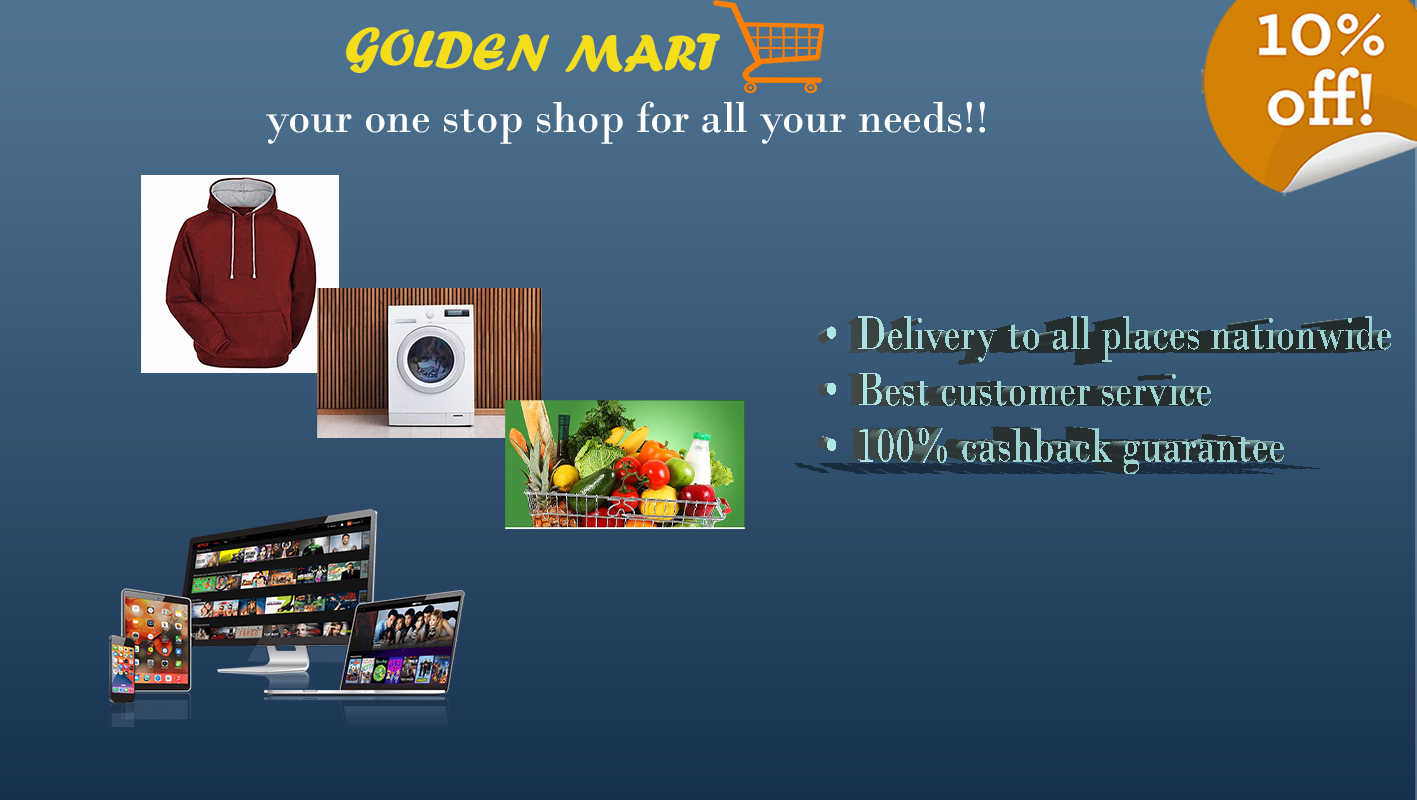 GOLDEN MART
your one stop shop for all your needs!!
10%
off!
• Delivery to all places nationwide
• Best customer service
• 100% cashback guarantee